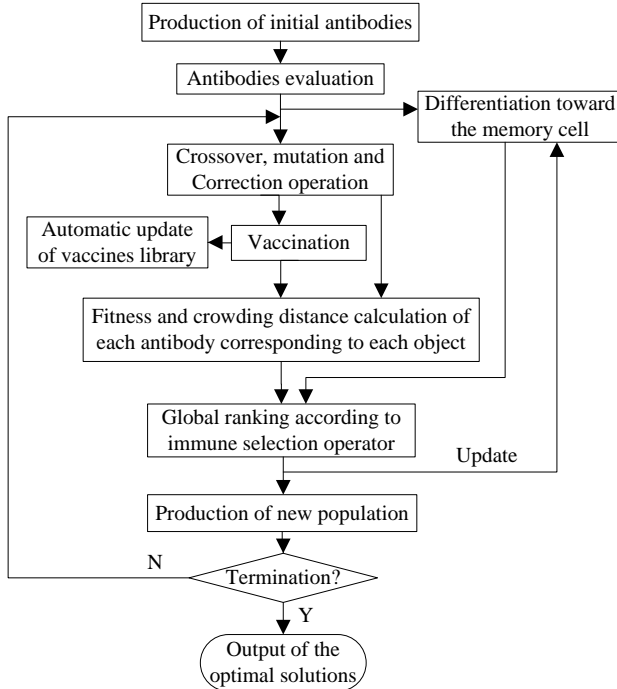 Production of initial antibodies
Antibodies evaluation
Differentiation toward
the memory cell
Crossover, mutation and
Correction operation
Automatic update
of vaccines library
Vaccination
Fitness and crowding distance calculation of
each antibody corresponding to each object
Global ranking according to
immune selection operator
Update
Production of new population
N
Termination?
Y
Output of the
optimal solutions